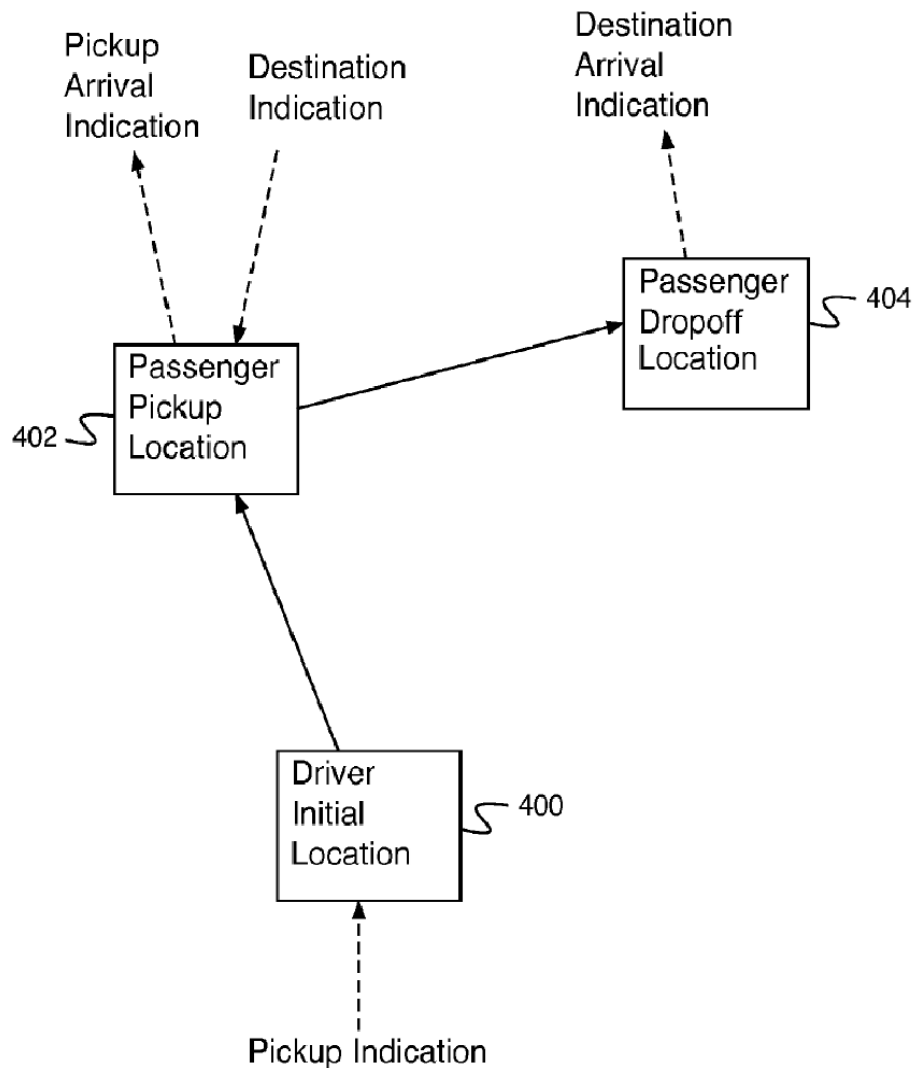 Pickup
Arrival
Indication
Destination
Indication
Destination
Arrival
Indication
Passenger
Dropoff
Location
404
Passenger
Pickup
Location
402
Driver
Initial
Location
400
Pickup Indication